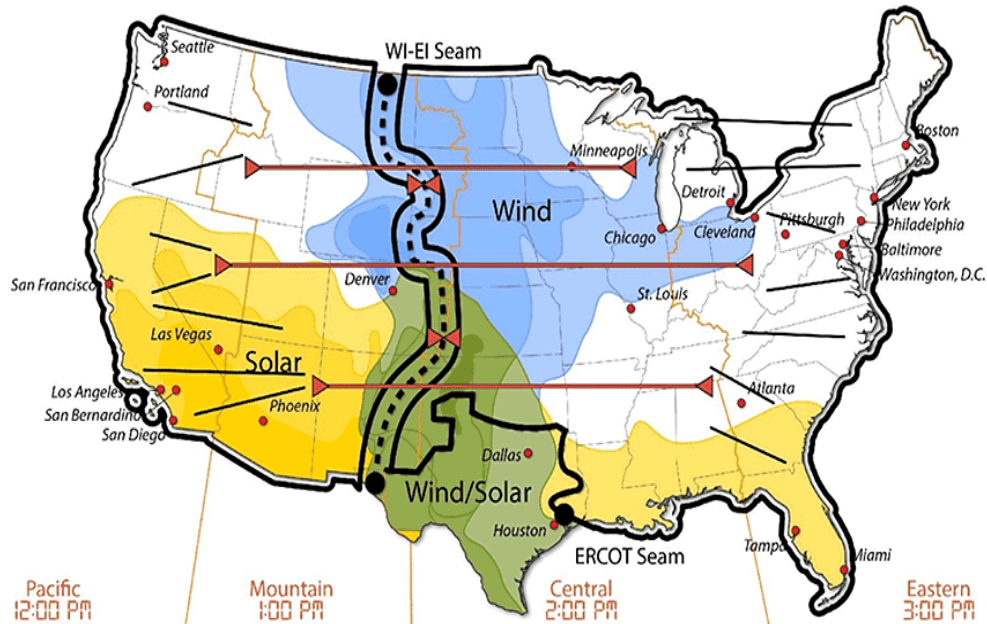 WI-EI Seam
Seattle
Portland
Boston
Minneapolis
Detroit
New York
Wind
Pittsburgh
Philadelphia
Chicago
Cleveland
Baltimore
Washington, D.C.
Denver
San Francisco
St. Louis
Las Vegas
Solar
Los Angeles
Atlanta
San Bernardino
Phoenix
San Diego
Dallas
Wind/Solar
Houston
ERCOT Seam
Tampa
Miami
Pacific
12:00 PM
Mountain
1:00 PM
Central
2:00 PM
Eastern
3:00 PM